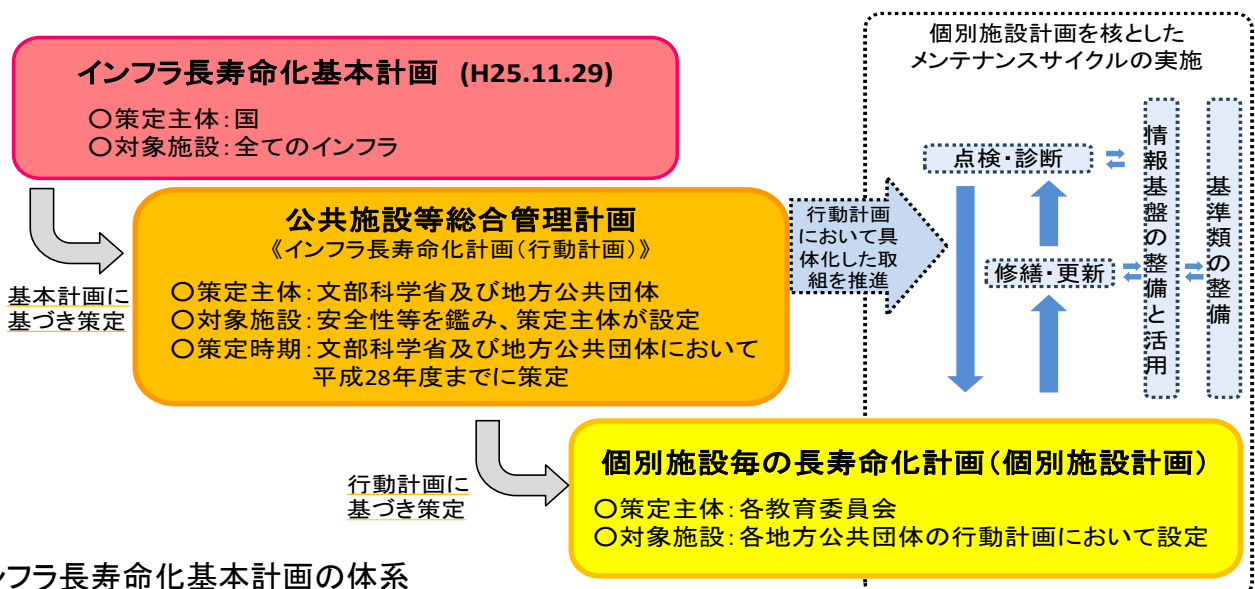 インフラ長寿命化基本計画 (H25.11.29)
〇策定主体：国
〇対象施設：全てのインフラ
基本計画に
基づき策定
公共施設等総合管理計画
《インフラ長寿命化計画（行動計画）》
〇策定主体：文部科学省及び地方公共団体
〇対象施設：安全性等を鑑み、策定主体が設定
〇策定時期：文部科学省及び地方公共団体において
平成28年度までに策定
行動計画
において具
体化した取
組を推進
個別施設計画を核とした
メンテナンスサイクルの実施
点検・診断
修繕・更新
情報基盤の整備と活用
基準類の整備
行動計画に
基づき策定
個別施設毎の長寿命化計画（個別施設計画）
〇策定主体：各教育委員会
〇対象施設：各地方公共団体の行動計画において設定
ンフラ長寿命化基本計画の体系